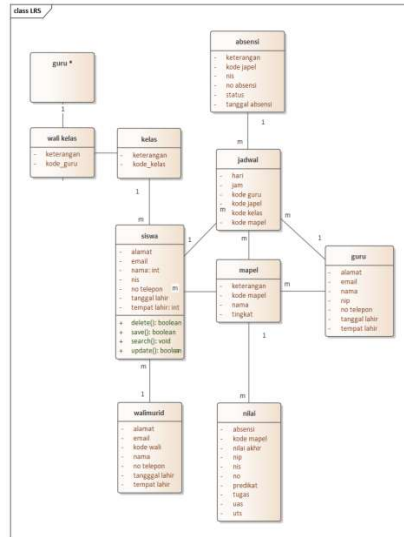 class LRS
absensi
- keterangan
- kode japel
- nis
- no absensi
- status
- tanggal absensi
guru *
1
1
wali kelas
- keterangan
- kode_guru
kelas
- keterangan
- kode_kelas
m
jadwal
- hari
- jam
- kode guru
- kode japel
- kode kelas
- kode mapel
1
m
m
siswa
- alamat
- email
- nama: int
- nis
- no telepon
- tanggal lahir
- tempat lahir: int
+ delete(): boolean
+ save(): boolean
+ search(): void
+ update(): boolean
1
m
1
guru
- alamat
- email
- nama
- nip
- no telepon
- tanggal lahir
- tempat lahir
mapel
- keterangan
- kode mapel
- nama
- tingkat
m
m
m
1
m
1
m
walimurid
- alamat
- email
- kode wali
- nama
- no telepon
- tangggal lahir
- tempat lahir
nilai
- absensi
- kode mapel
- nilai akhir
- nip
- nis
- no
- predikat
- tugas
- uas
- uts